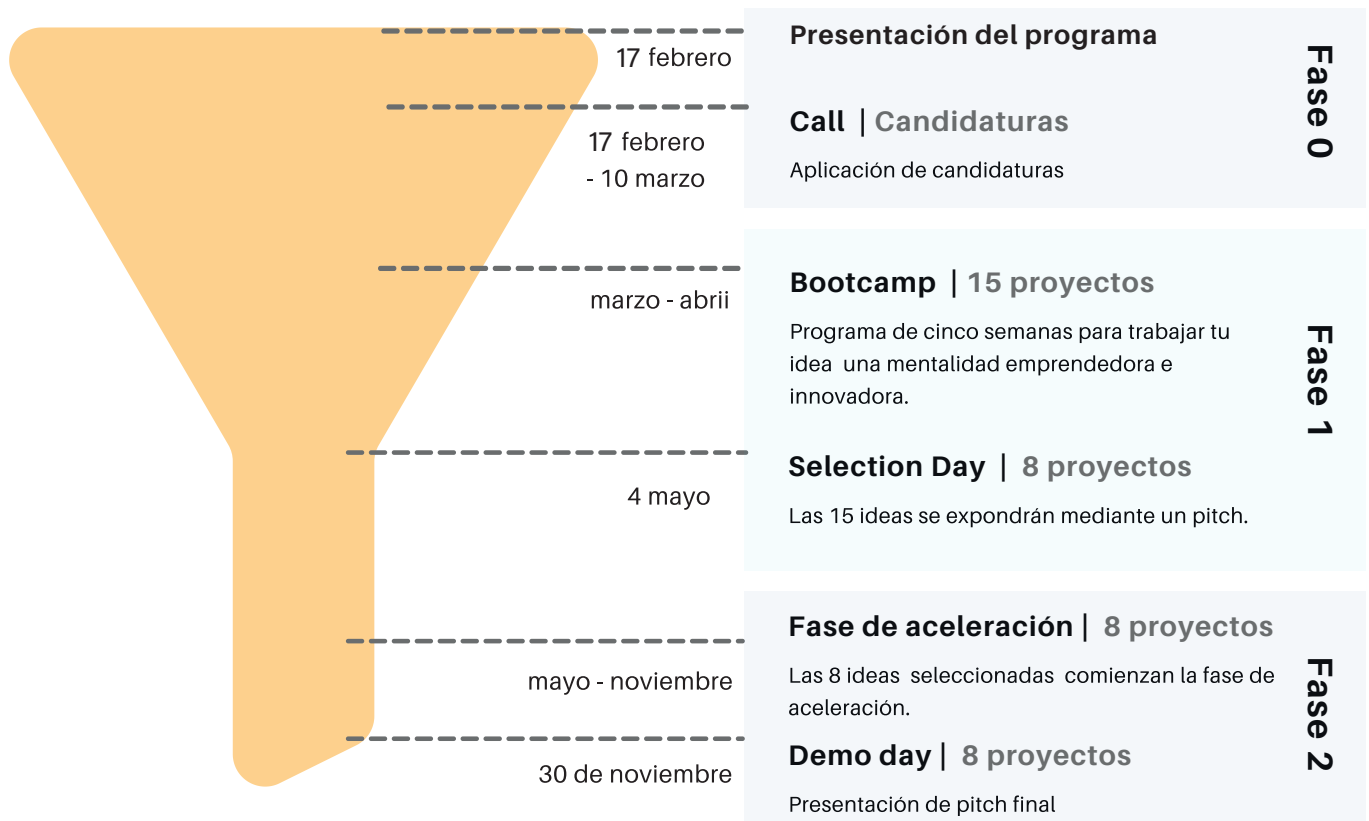 Presentación del programa
17 febrero
Call | Candidaturas
17 febrero
- 10 marzo
Aplicación de candidaturas
Fase 0
Bootcamp | 15 proyectos
marzo - abrii
Programa de cinco semanas para trabajar tu
idea una mentalidad emprendedora e
innovadora.
Fase 1
Selection Day | 8 proyectos
4 mayo
Las 15 ideas se expondrán mediante un pitch.
Fase de aceleración | 8 proyectos
mayo - noviembre
Las 8 ideas seleccionadas comienzan la fase de
aceleración.
Fase 2
Demo day | 8 proyectos
30 de noviembre
Presentación de pitch final